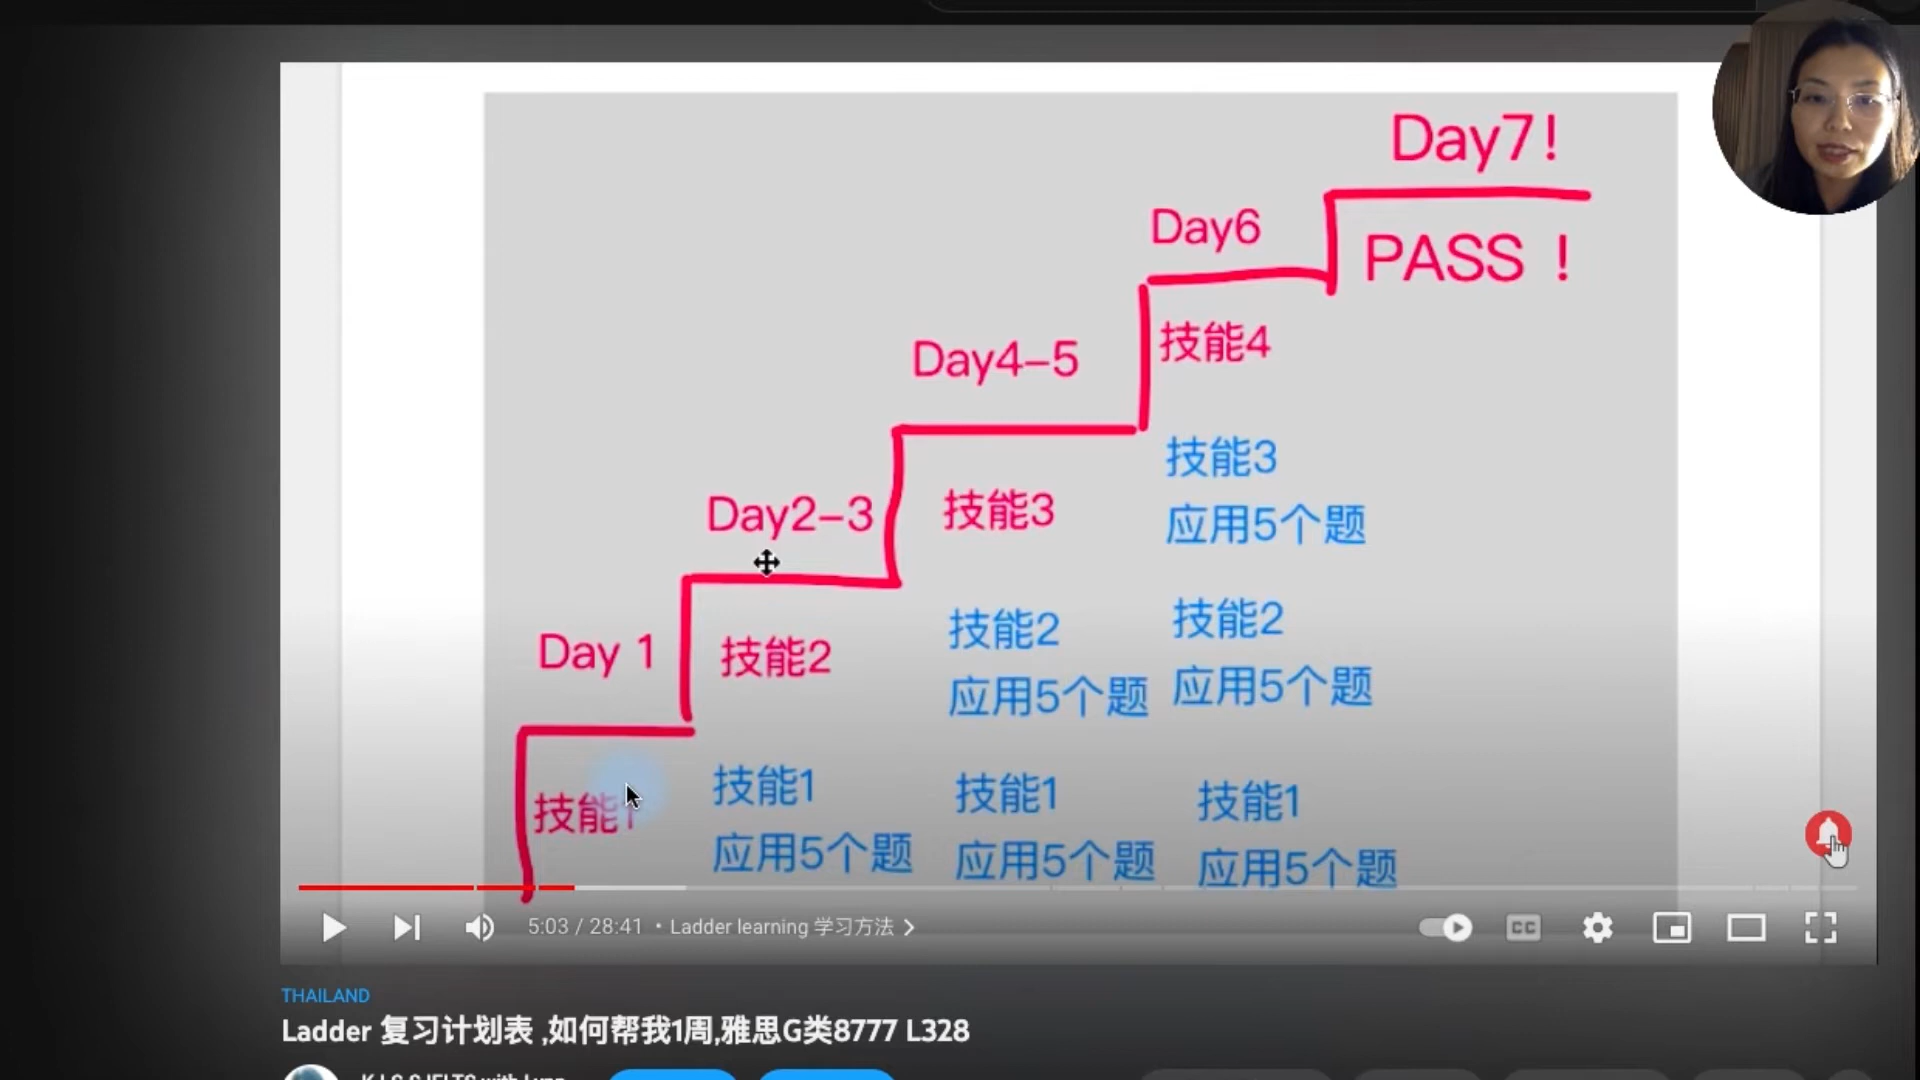 Day7!
PASS !
Day6
技能4
Day4-5
技能3
应用5个题
Day2-3
技能3
技能2
应用5个题
技能2
应用5个题
Day 1
技能2
技能1
技能1
应用5个题
技能1
应用5个题
技能1
应用5个题
5:03 / 28:41 • Ladder learning 学习方法
CC
THAILAND
Ladder 复习计划表 ,如何帮我1周,雅思G类8777 L328